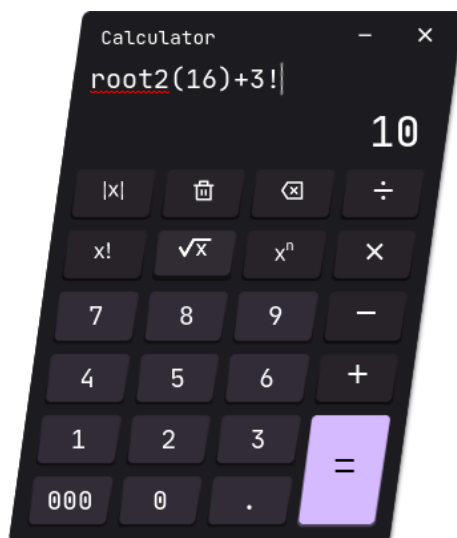 Calculator − ×
root2(16)+3!
10
|x| ÷
x! √x xⁿ ×
7 8 9 −
4 5 6 +
1 2 3 =
000 0 .